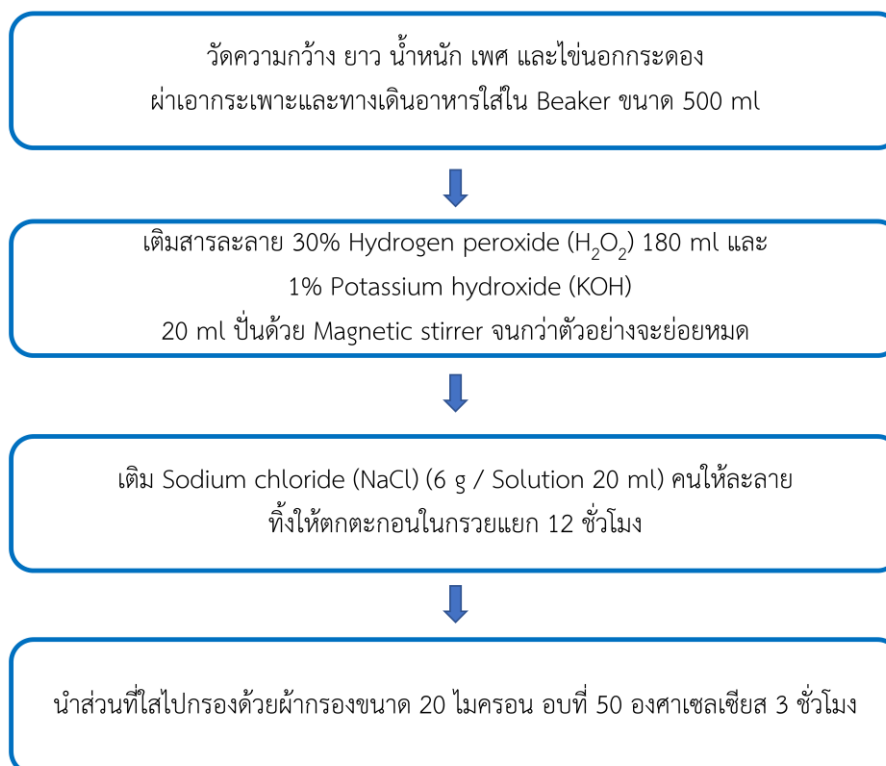 วัดความกว้าง ยาว น้ำหนัก เพศ และไข่นอกกระดอง
ผ่าเอากระเพาะและทางเดินอาหารใส่ใน Beaker ขนาด 500 ml
เติมสารละลาย 30% Hydrogen peroxide (H₂O₂) 180 ml และ
1% Potassium hydroxide (KOH)
20 ml ปั่นด้วย Magnetic stirrer จนกว่าตัวอย่างจะย่อยหมด
เติม Sodium chloride (NaCl) (6 g / Solution 20 ml) คนให้ละลาย
ทิ้งให้ตกตะกอนในกรวยแยก 12 ชั่วโมง
นำส่วนที่ใสไปกรองด้วยผ้ากรองขนาด 20 ไมครอน อบที่ 50 องศาเซลเซียส 3 ชั่วโมง